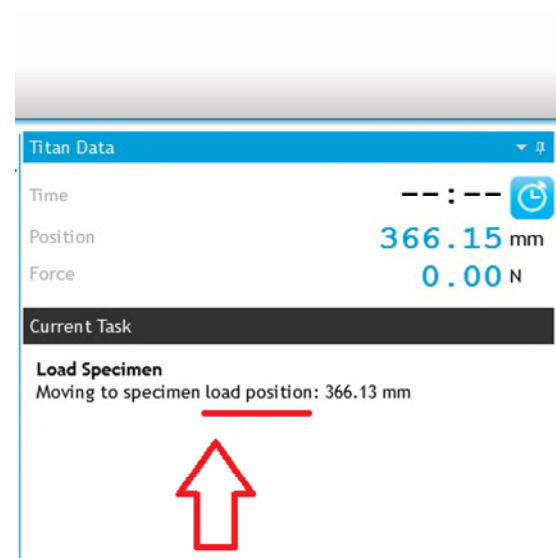 Titan Data
Time --:--
Position 366.15 mm
Force 0.00 N
Current Task
Load Specimen
Moving to specimen load position: 366.13 mm